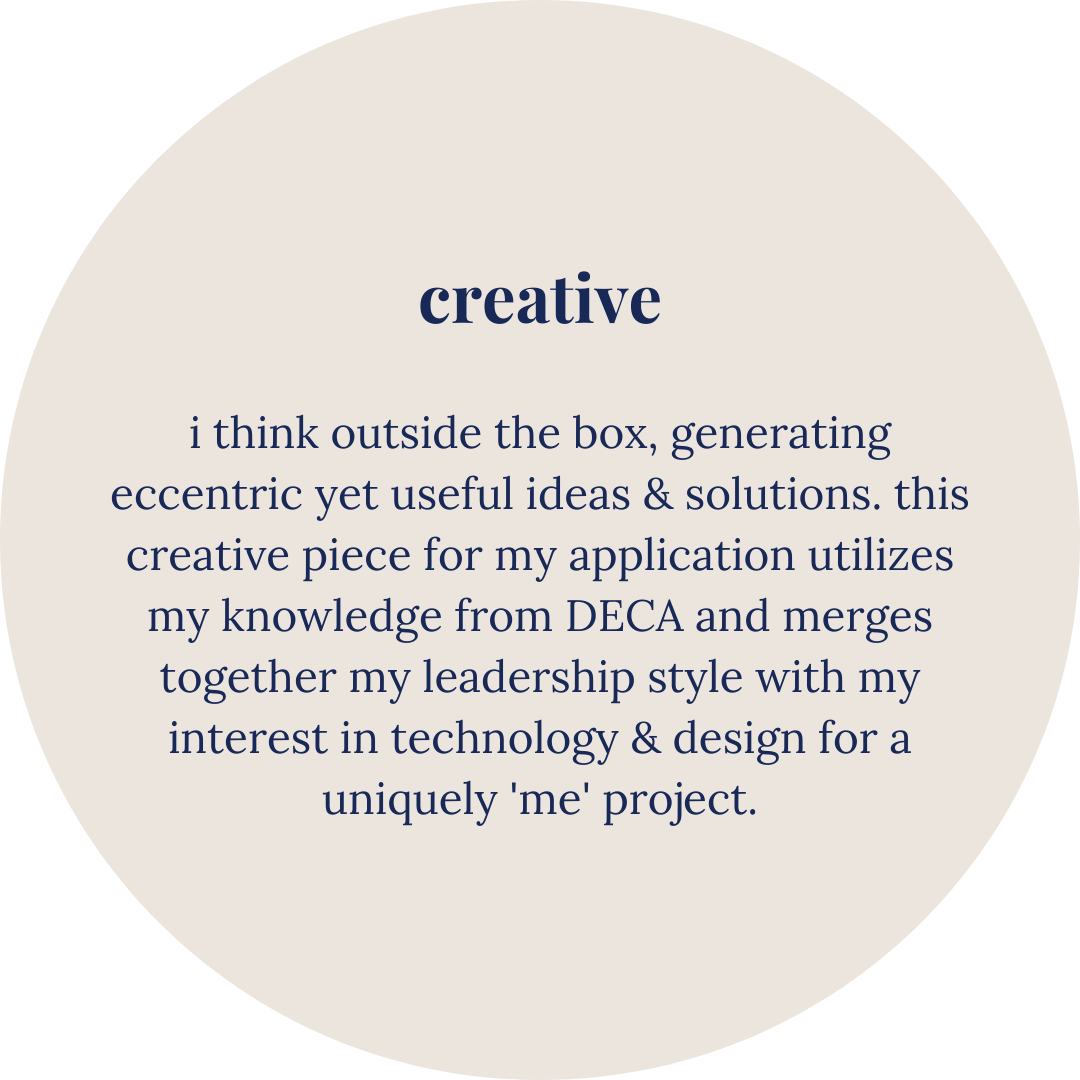 creative
i think outside the box, generating
eccentric yet useful ideas & solutions. this
creative piece for my application utilizes
my knowledge from DECA and merges
together my leadership style with my
interest in technology & design for a
uniquely 'me' project.